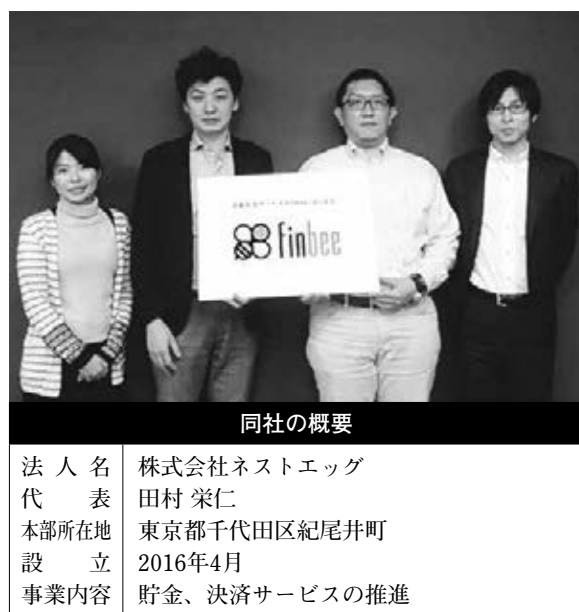 finbee
同社の概要
法人名 株式会社ネストエッグ
代表 田村 栄仁
本部所在地 東京都千代田区紀尾井町
設立 2016年4月
事業内容 貯金、決済サービスの推進